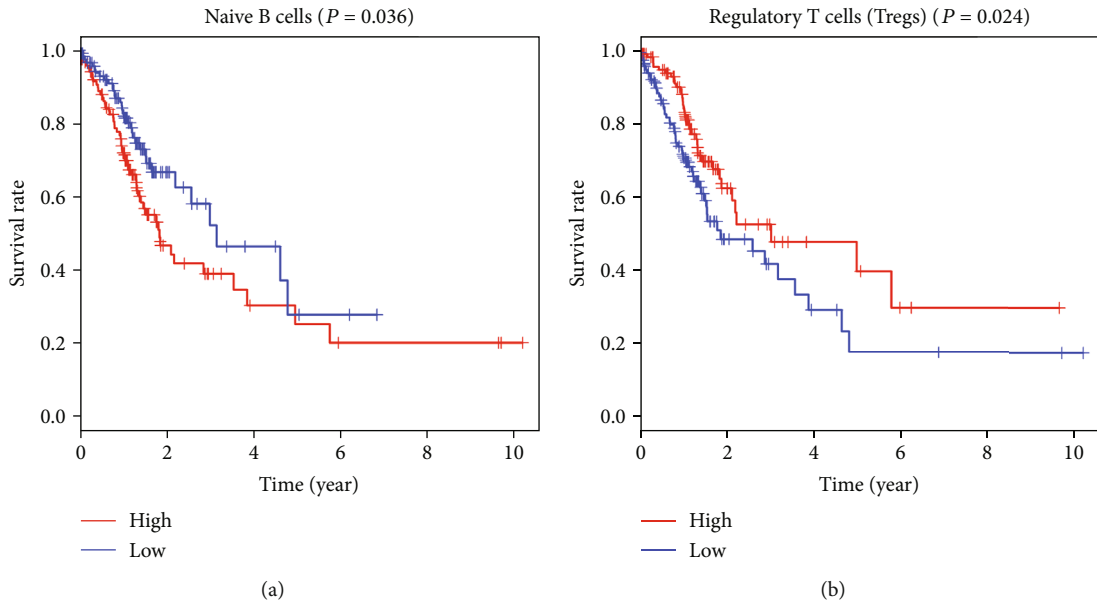 Naive B cells (P = 0.036)
1.0
0.8
0.6
0.4
0.2
0.0
Survival rate
0
2
4
6
8
10
Time (year)
High
Low
(a)
Regulatory T cells (Tregs) (P = 0.024)
1.0
0.8
0.6
0.4
0.2
0.0
Survival rate
0
2
4
6
8
10
Time (year)
High
Low
(b)